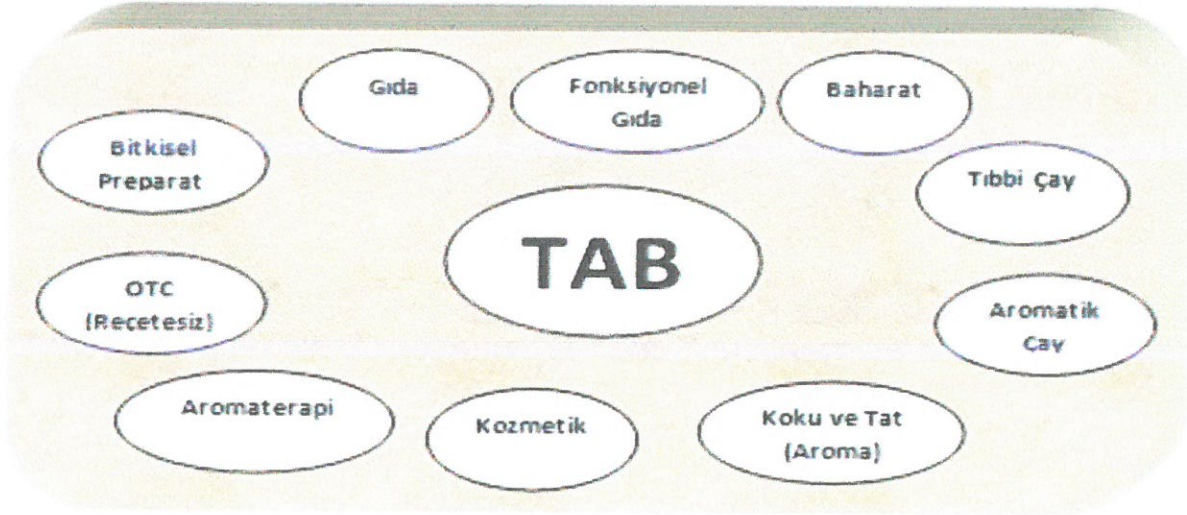 Gıda
Fonksiyonel
Gıda
Baharat
Bitkisel
Preparat
Tıbbi Çay
TAB
OTC
(Reçetesiz)
Aromatik
Çay
Aromaterapi
Kozmetik
Koku ve Tat
(Aroma)